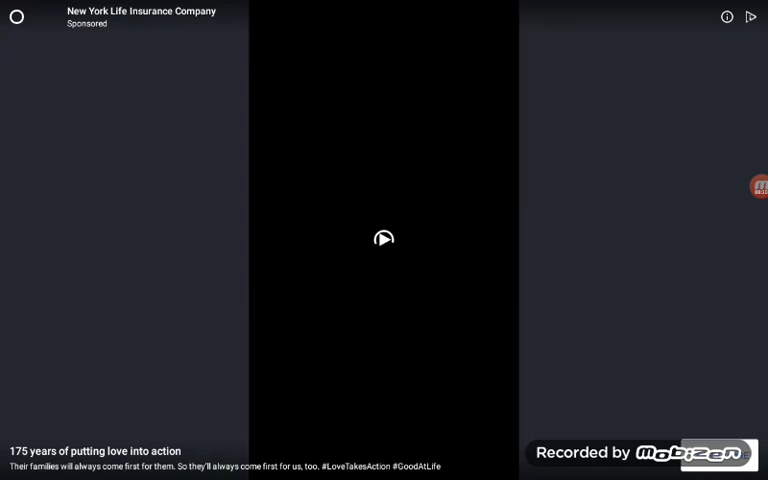 New York Life Insurance Company
Sponsored
175 years of putting love into action
Their families will always come first for them. So they'll always come first for us, too. #LoveTakesAction #GoodAtLife
Recorded by mobizen